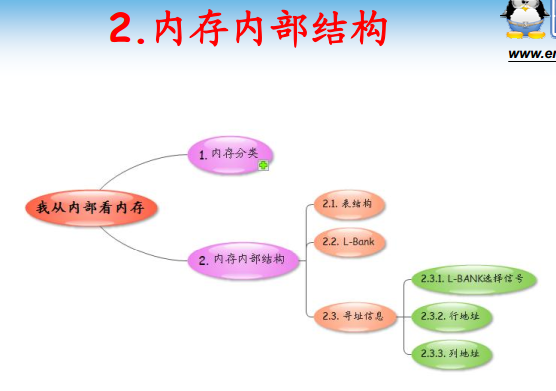 2.内存内部结构
www.en
1. 内存分类
我从内部看内存
2. 内存内部结构
2.1. 表结构
2.2. L-Bank
2.3. 寻址信息
2.3.1. L-BANK选择信号
2.3.2. 行地址
2.3.3. 列地址